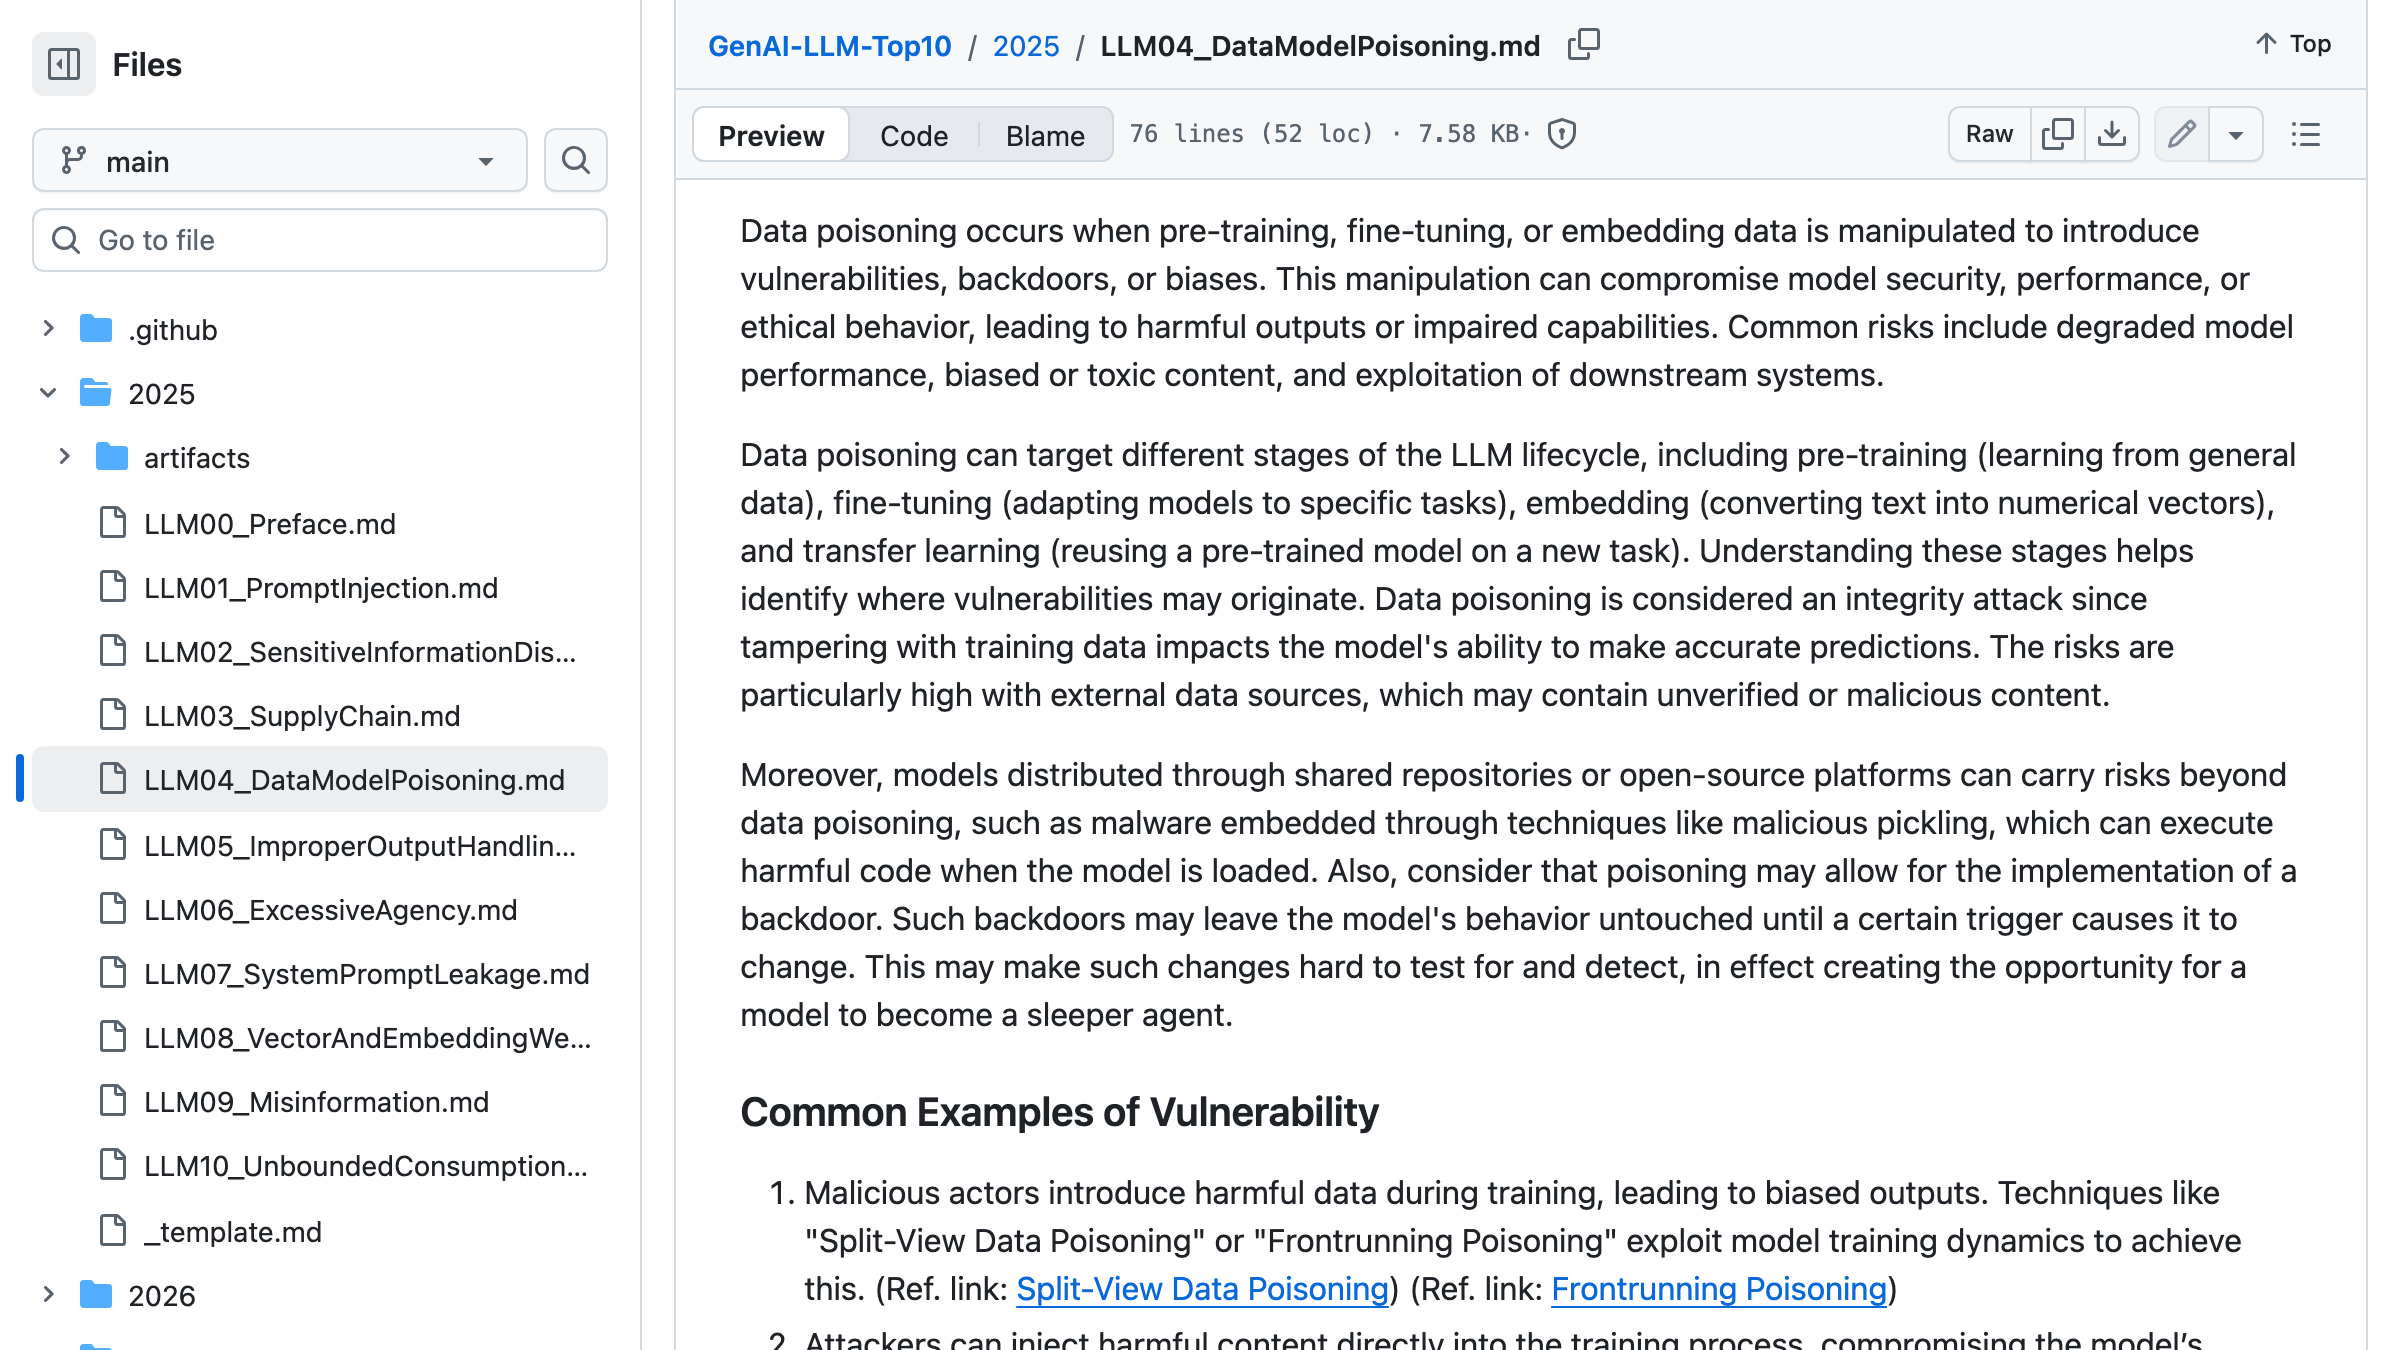 Files
main
Go to file
.github
2025
artifacts
LLM00_Preface.md
LLM01_PromptInjection.md
LLM02_SensitiveInformationDis...
LLM03_SupplyChain.md
LLM04_DataModelPoisoning.md
LLM05_ImproperOutputHandlin...
LLM06_ExcessiveAgency.md
LLM07_SystemPromptLeakage.md
LLM08_VectorAndEmbeddingWe...
LLM09_Misinformation.md
LLM10_UnboundedConsumption...
_template.md
2026
GenAI-LLM-Top10 / 2025 / LLM04_DataModelPoisoning.md
Top
Preview Code Blame 76 lines (52 loc) · 7.58 KB· Raw
Data poisoning occurs when pre-training, fine-tuning, or embedding data is manipulated to introduce
vulnerabilities, backdoors, or biases. This manipulation can compromise model security, performance, or
ethical behavior, leading to harmful outputs or impaired capabilities. Common risks include degraded model
performance, biased or toxic content, and exploitation of downstream systems.
Data poisoning can target different stages of the LLM lifecycle, including pre-training (learning from general
data), fine-tuning (adapting models to specific tasks), embedding (converting text into numerical vectors),
and transfer learning (reusing a pre-trained model on a new task). Understanding these stages helps
identify where vulnerabilities may originate. Data poisoning is considered an integrity attack since
tampering with training data impacts the model's ability to make accurate predictions. The risks are
particularly high with external data sources, which may contain unverified or malicious content.
Moreover, models distributed through shared repositories or open-source platforms can carry risks beyond
data poisoning, such as malware embedded through techniques like malicious pickling, which can execute
harmful code when the model is loaded. Also, consider that poisoning may allow for the implementation of a
backdoor. Such backdoors may leave the model's behavior untouched until a certain trigger causes it to
change. This may make such changes hard to test for and detect, in effect creating the opportunity for a
model to become a sleeper agent.
Common Examples of Vulnerability
1. Malicious actors introduce harmful data during training, leading to biased outputs. Techniques like
"Split-View Data Poisoning" or "Frontrunning Poisoning" exploit model training dynamics to achieve
this. (Ref. link: Split-View Data Poisoning) (Ref. link: Frontrunning Poisoning)
2. Attackers can inject harmful content directly into the training process, compromising the model's